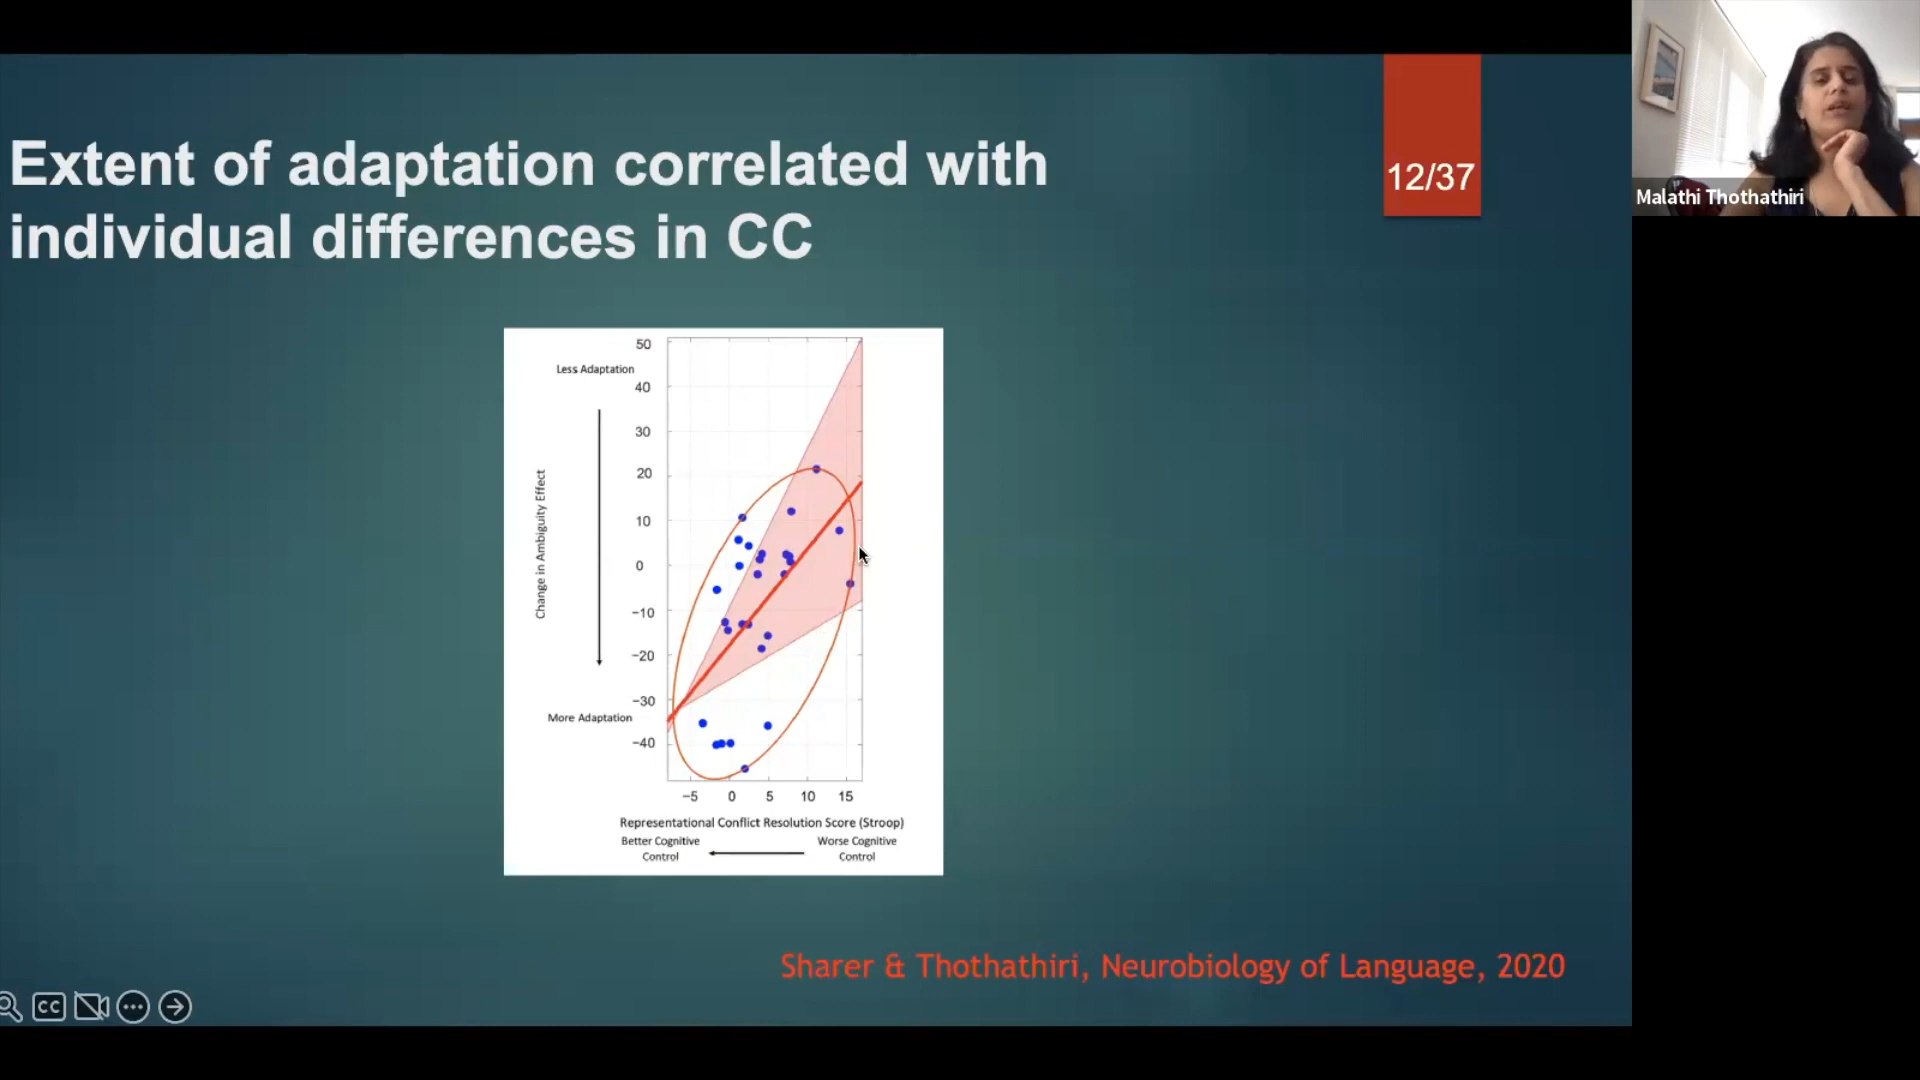 Extent of adaptation correlated with
individual differences in CC
12/37
Malathi Thothathiri
50
Less Adaptation
40
30
20
10
0
−10
−20
−30
−40
Change in Ambiguity Effect
More Adaptation
−5 0 5 10 15
Representational Conflict Resolution Score (Stroop)
Better Cognitive
Control
Worse Cognitive
Control
Sharer & Thothathiri, Neurobiology of Language, 2020
CC